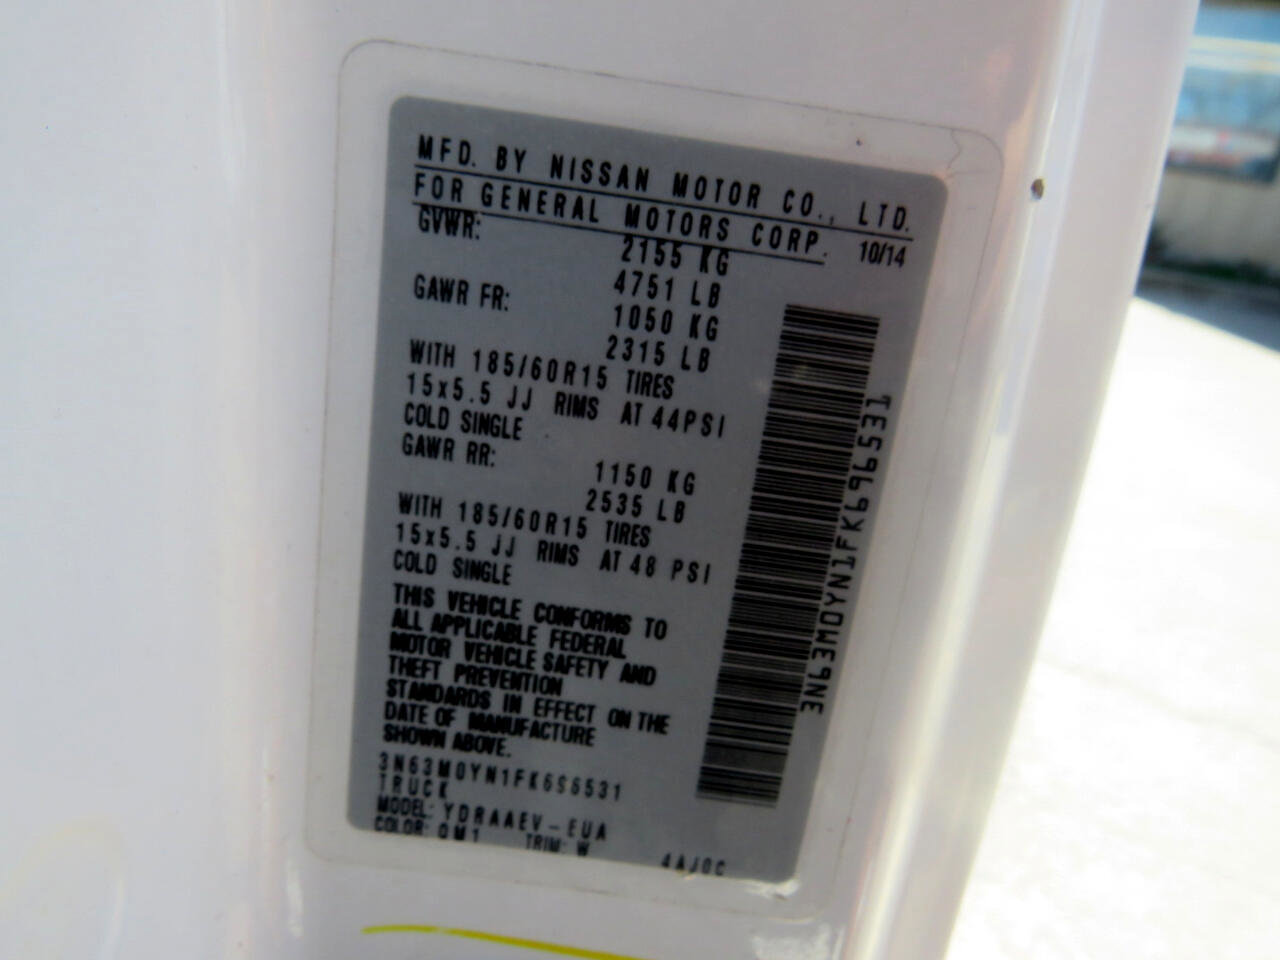 MFD. BY NISSAN MOTOR CO., LTD.
FOR GENERAL MOTORS CORP. 10/14
GVWR: 2155 KG
4751 LB
GAWR FR: 1050 KG
2315 LB
WITH 185/60R15 TIRES
15x5.5 JJ RIMS AT 44PSI
COLD SINGLE
GAWR RR: 1150 KG
2535 LB
WITH 185/60R15 TIRES
15x5.5 JJ RIMS AT 48 PSI
COLD SINGLE
THIS VEHICLE CONFORMS TO
ALL APPLICABLE FEDERAL
MOTOR VEHICLE SAFETY AND
THEFT PREVENTION
STANDARDS IN EFFECT ON THE
DATE OF MANUFACTURE
SHOWN ABOVE.
3N63M0YN1FK696531
TRUCK
MODEL: YDRAAEV-EUA
COLOR: QM1 TRIM: W 4AJ0C
3N63M0YN1FK696531